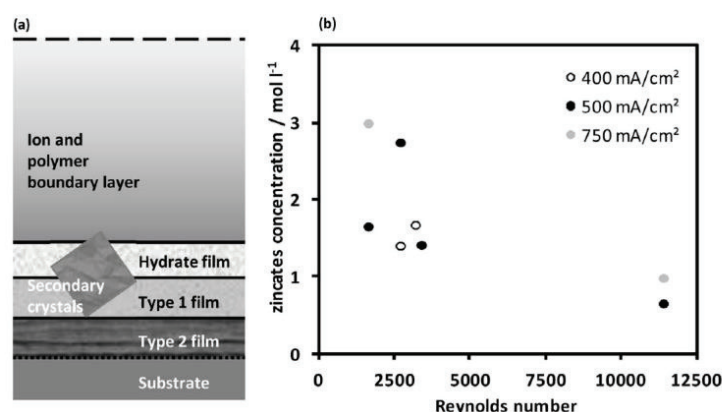 (a)
Ion and
polymer
boundary layer
Hydrate film
Secondary
crystals
Type 1 film
Type 2 film
Substrate
(b)
zincates concentration / mol l⁻¹
4
3
2
1
0
400 mA/cm²
500 mA/cm²
750 mA/cm²
0 2500 5000 7500 10000 12500
Reynolds number